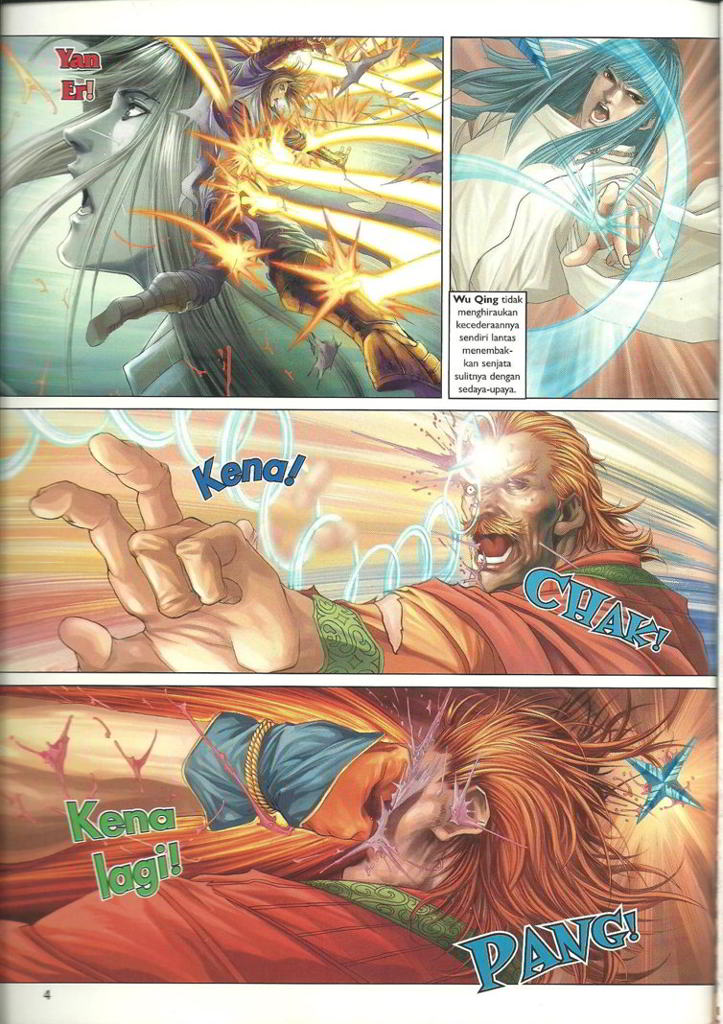 Yan
Er!
Wu Qing tidak
menghiraukan
kecederaannya
sendiri lantas
menembak-
kan senjata
sulitnya dengan
sedaya-upaya.
Kena!
CHAK!
Kena
lagi!
PANG!
4